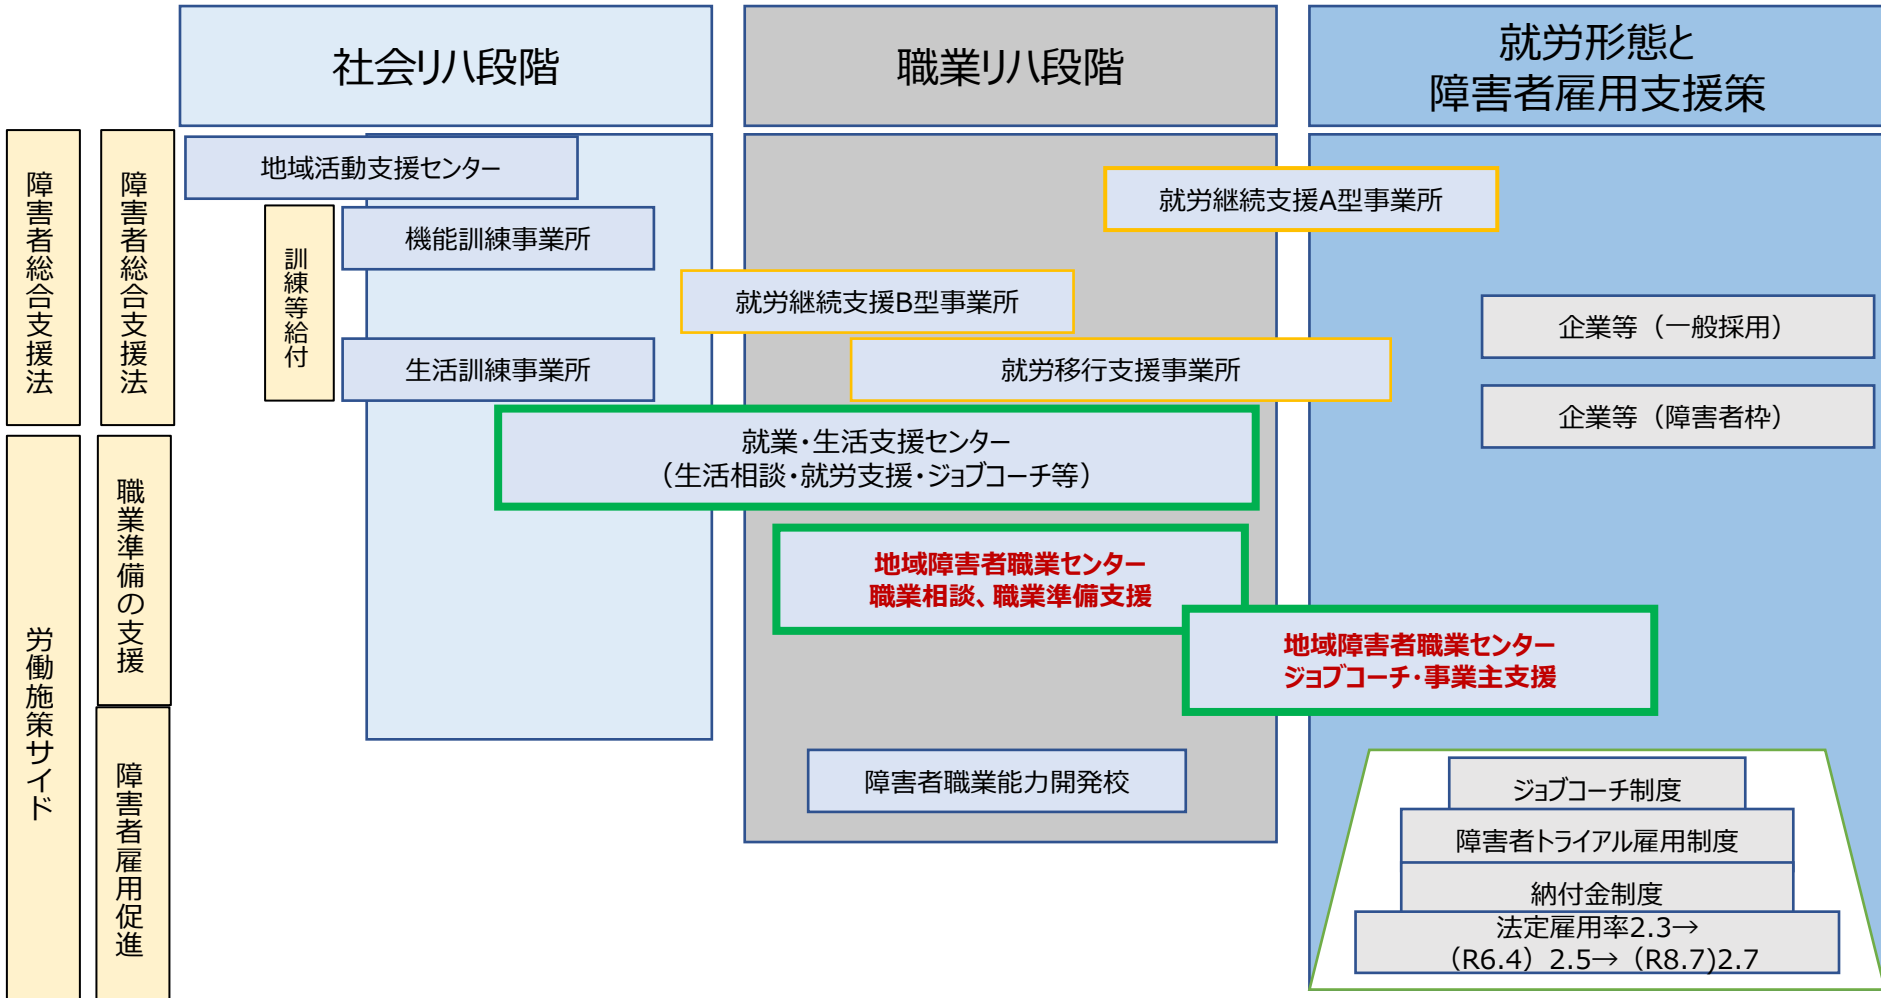 社会リハ段階
職業リハ段階
就労形態と
障害者雇用支援策
障害者総合支援法
障害者総合支援法
地域活動支援センター
就労継続支援A型事業所
訓練等給付
機能訓練事業所
就労継続支援B型事業所
企業等（一般採用）
生活訓練事業所
就労移行支援事業所
企業等（障害者枠）
就業・生活支援センター
（生活相談・就労支援・ジョブコーチ等）
労働施策サイド
職業準備の支援
地域障害者職業センター
職業相談、職業準備支援
地域障害者職業センター
ジョブコーチ・事業主支援
障害者雇用促進
障害者職業能力開発校
ジョブコーチ制度
障害者トライアル雇用制度
納付金制度
法定雇用率2.3→
（R6.4）2.5→（R8.7)2.7